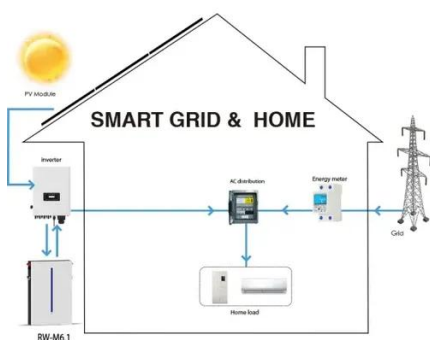 PV Module
SMART GRID & HOME
Inverter
AC distribution
Energy meter
Grid
Home load
RW-M6.1